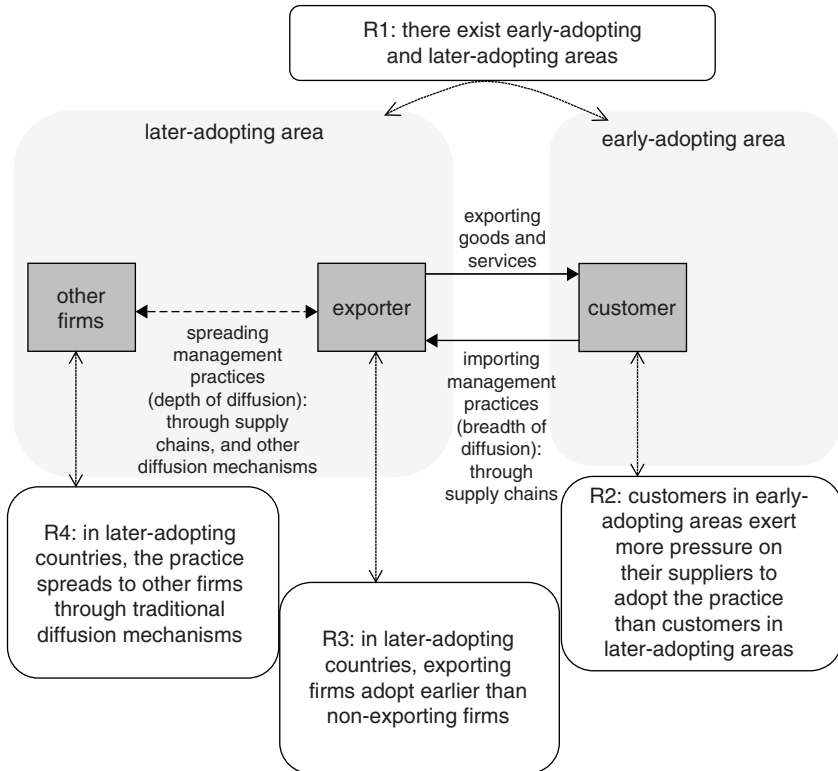 R1: there exist early-adopting
and later-adopting areas
later-adopting area
early-adopting area
exporting
goods and
services
other
firms
exporter
customer
spreading
management
practices
(depth of diffusion):
through supply
chains, and other
diffusion mechanisms
importing
management
practices
(breadth of
diffusion):
through
supply chains
R4: in later-adopting
countries, the practice
spreads to other firms
through traditional
diffusion mechanisms
R3: in later-adopting
countries, exporting
firms adopt earlier than
non-exporting firms
R2: customers in early-
adopting areas exert
more pressure on
their suppliers to
adopt the practice
than customers in
later-adopting areas